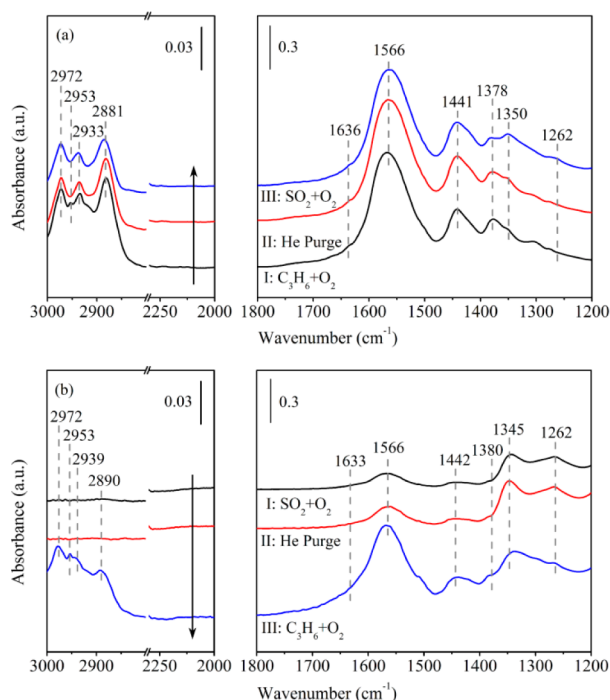 (a)
0.03
2972
2953
2933
2881
0.3
1566
1636
1441
1378
1350
1262
III: SO₂+O₂
II: He Purge
I: C₃H₆+O₂
Absorbance (a.u.)
3000 2900 2250 2000
1800 1700 1600 1500 1400 1300 1200
Wavenumber (cm⁻¹)
(b)
0.03
2972
2953
2939
2890
0.3
1633
1566
1442
1380
1345
1262
I: SO₂+O₂
II: He Purge
III: C₃H₆+O₂
Absorbance (a.u.)
3000 2900 2250 2000
1800 1700 1600 1500 1400 1300 1200
Wavenumber (cm⁻¹)